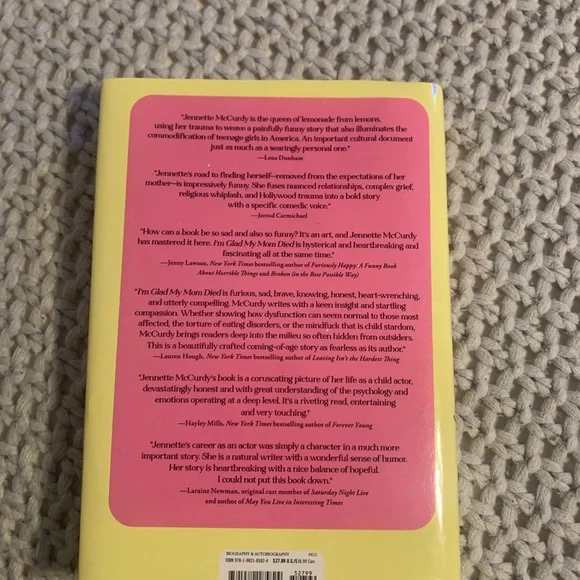 "Jennette McCurdy is the queen of lemonade from lemons,
using her trauma to weave a painfully funny story that also illuminates the
commodification of teenage girls in America. An important cultural document
just as much as a searingly personal one."
—Lena Dunham
"Jennette's road to finding herself—removed from the expectations of her
mother—is impressively funny. She fuses nuanced relationships, complex grief,
religious whiplash, and Hollywood trauma into a bold story
with a specific comedic voice."
—Jerrod Carmichael
"How can a book be so sad and also so funny? It's an art, and Jennette McCurdy
has mastered it here. I'm Glad My Mom Died is hysterical and heartbreaking and
fascinating all at the same time."
—Jenny Lawson, New York Times bestselling author of Furiously Happy: A Funny Book
About Horrible Things and Broken (in the Best Possible Way)
"I'm Glad My Mom Died is furious, sad, brave, knowing, honest, heart-wrenching,
and utterly compelling. McCurdy writes with a keen insight and startling
compassion. Whether showing how dysfunction can seem normal to those most
affected, the torture of eating disorders, or the mindfuck that is child stardom,
McCurdy brings readers deep into the milieu so often hidden from outsiders.
This is a beautifully crafted coming-of-age story as fearless as its author."
—Lauren Hough, New York Times bestselling author of Leaving Isn't the Hardest Thing
"Jennette McCurdy's book is a coruscating picture of her life as a child actor,
devastatingly honest and with great understanding of the psychology and
emotions operating at a deep level. It's a riveting read, entertaining
and very touching."
—Hayley Mills, New York Times bestselling author of Forever Young
"Jennette's career as an actor was simply a character in a much more
important story. She is a natural writer with a wonderful sense of humor.
Her story is heartbreaking with a nice balance of hopeful.
I could not put this book down."
—Laraine Newman, original cast member of Saturday Night Live
and author of May You Live in Interesting Times
BIOGRAPHY & AUTOBIOGRAPHY 0822
ISBN 978-1-9821-8582-4 $27.99 U.S./$36.99 Can.
52799